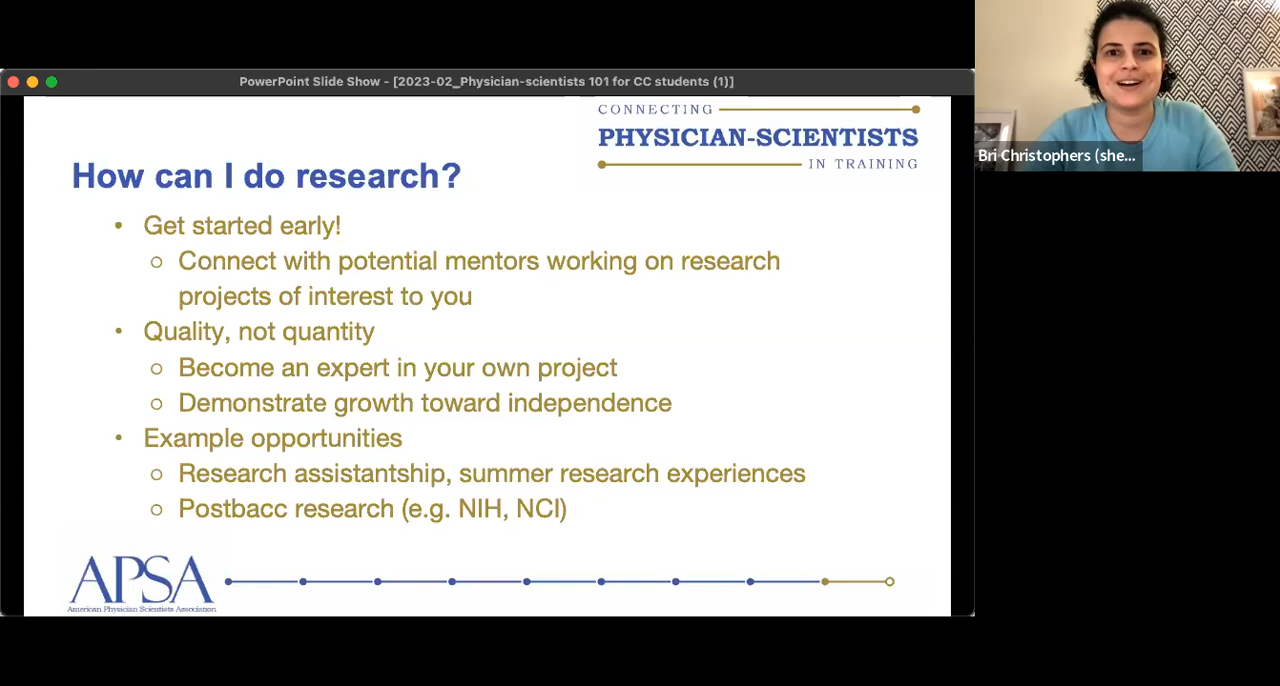 PowerPoint Slide Show - [2023-02_Physician-scientists 101 for CC students (1)]
CONNECTING
PHYSICIAN-SCIENTISTS
IN TRAINING
How can I do research?
• Get started early!
○ Connect with potential mentors working on research
projects of interest to you
• Quality, not quantity
○ Become an expert in your own project
○ Demonstrate growth toward independence
• Example opportunities
○ Research assistantship, summer research experiences
○ Postbacc research (e.g. NIH, NCI)
APSA
American Physician Scientists Association
Bri Christophers (she...